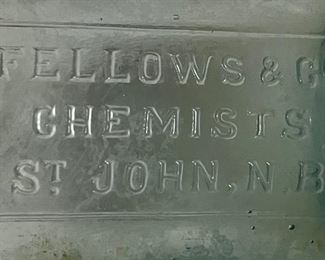 FELLOWS & C
CHEMISTS
ST JOHN, N.B